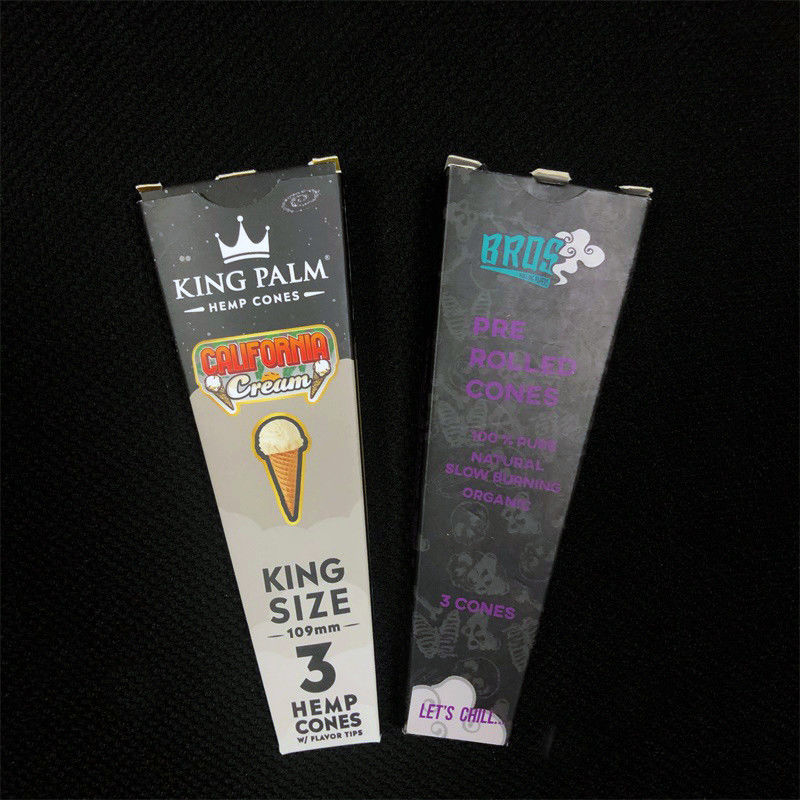 KING PALM®
HEMP CONES
CALIFORNIA
Cream
KING
SIZE
109mm
3
HEMP
CONES
W/ FLAVOR TIPS
BROS
PRE
ROLLED
CONES
100% PURE
NATURAL
SLOW BURNING
ORGANIC
3 CONES
LET'S CHILL...